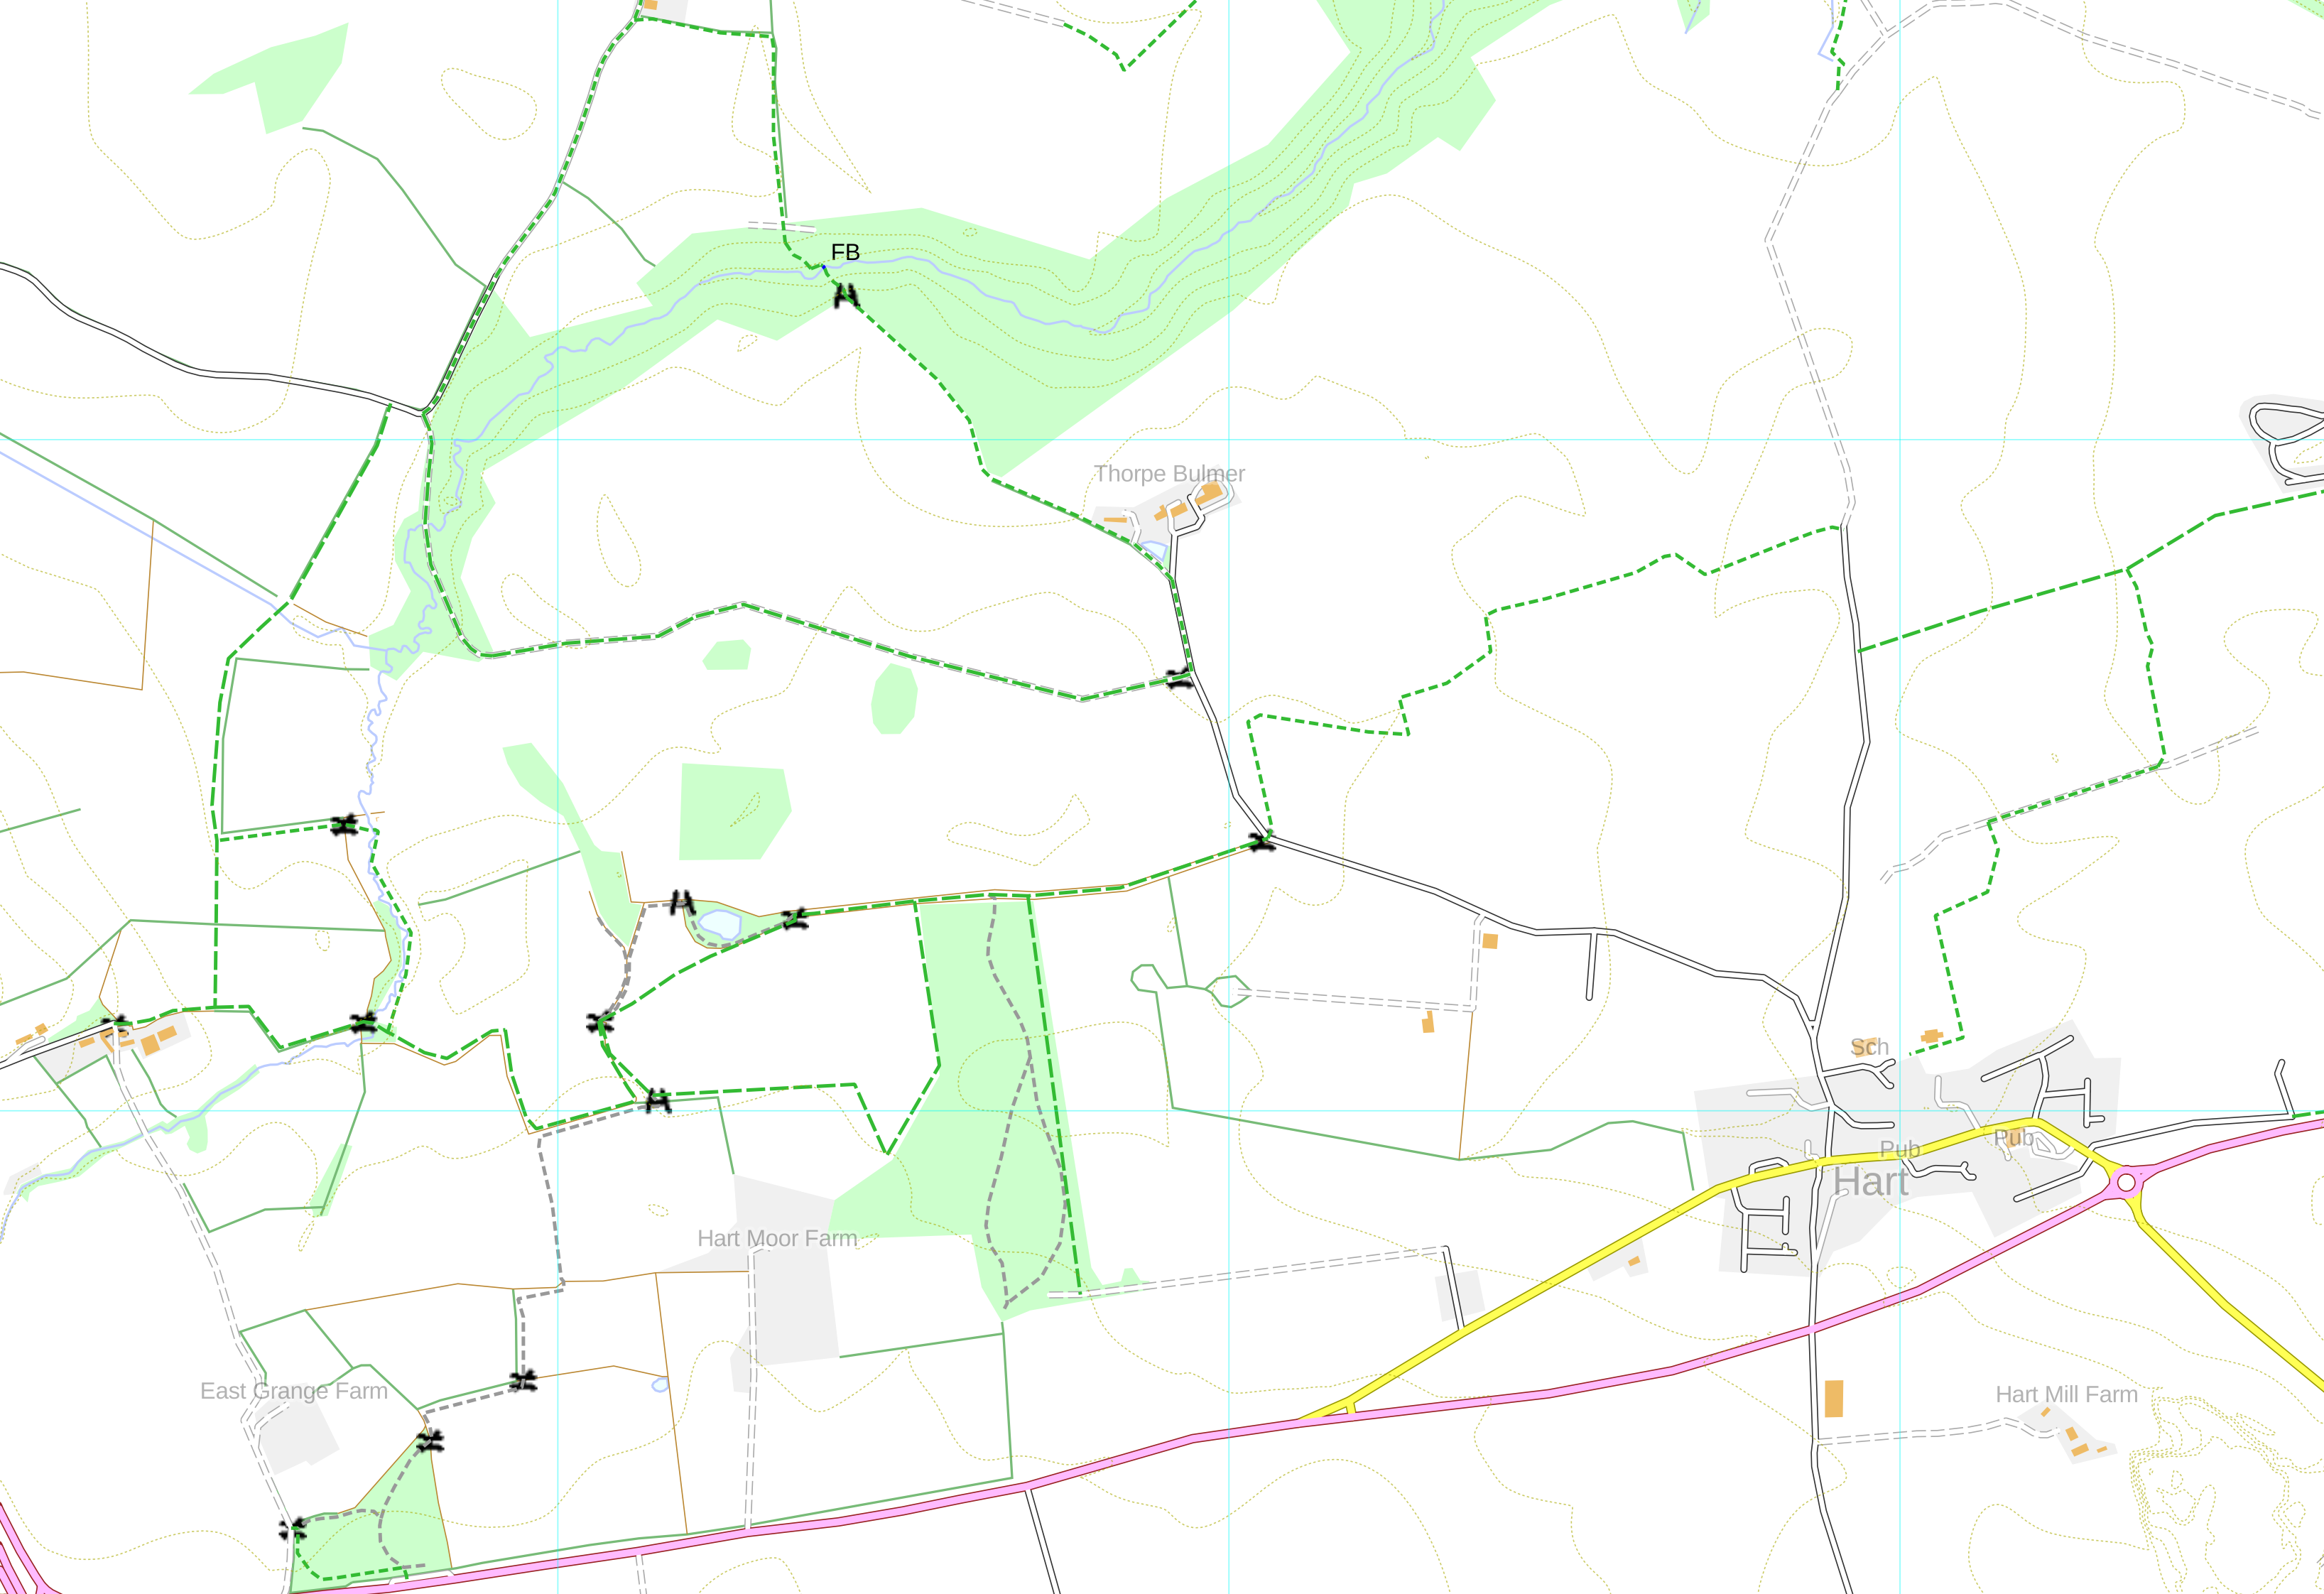 FB
Thorpe Bulmer
Sch
Pub
Pub
Hart
Hart Moor Farm
East Grange Farm
Hart Mill Farm